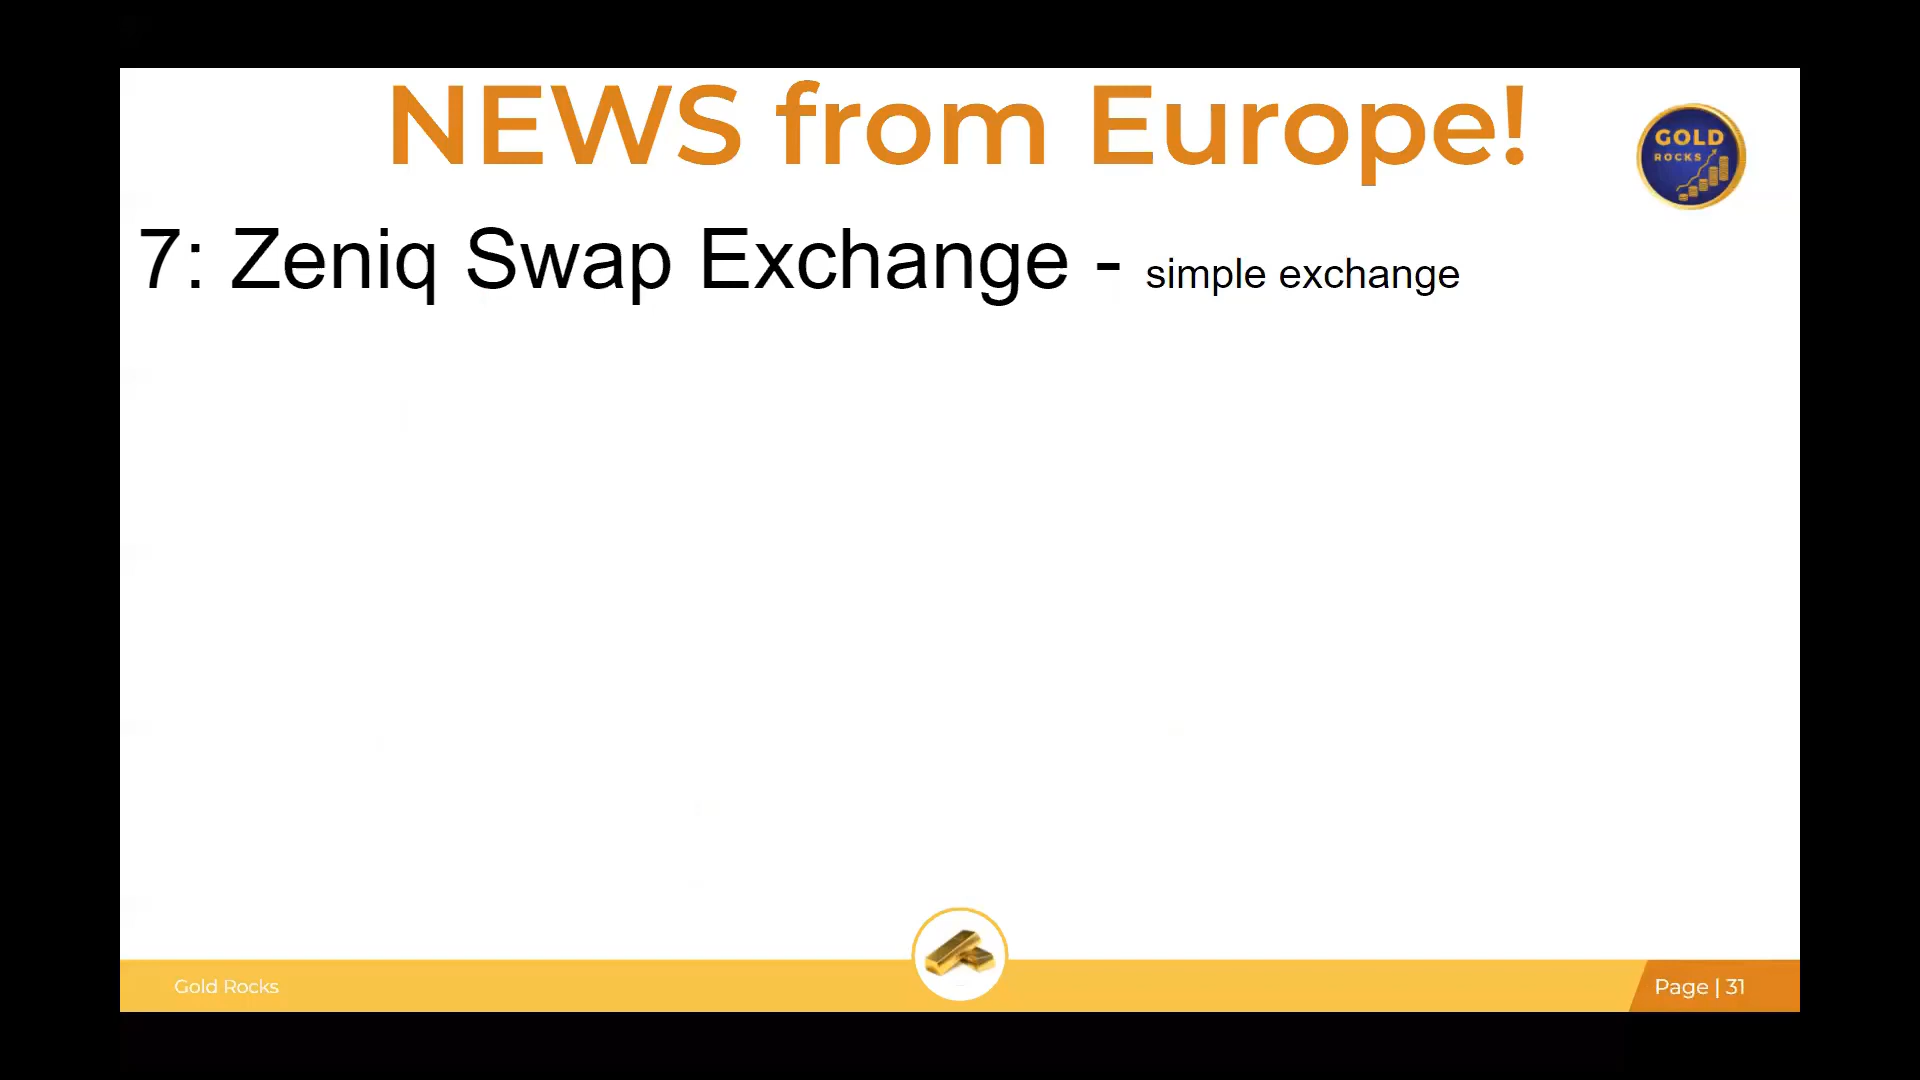 NEWS from Europe!
GOLD
ROCKS
7: Zeniq Swap Exchange - simple exchange
Gold Rocks
Page | 31